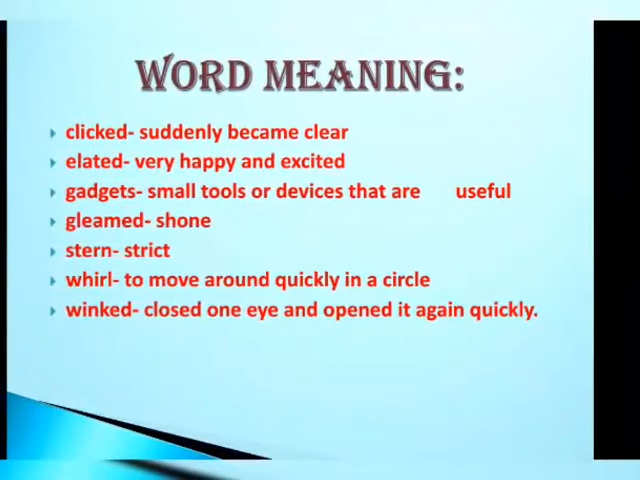 WORD MEANING:
clicked- suddenly became clear
elated- very happy and excited
gadgets- small tools or devices that are useful
gleamed- shone
stern- strict
whirl- to move around quickly in a circle
winked- closed one eye and opened it again quickly.